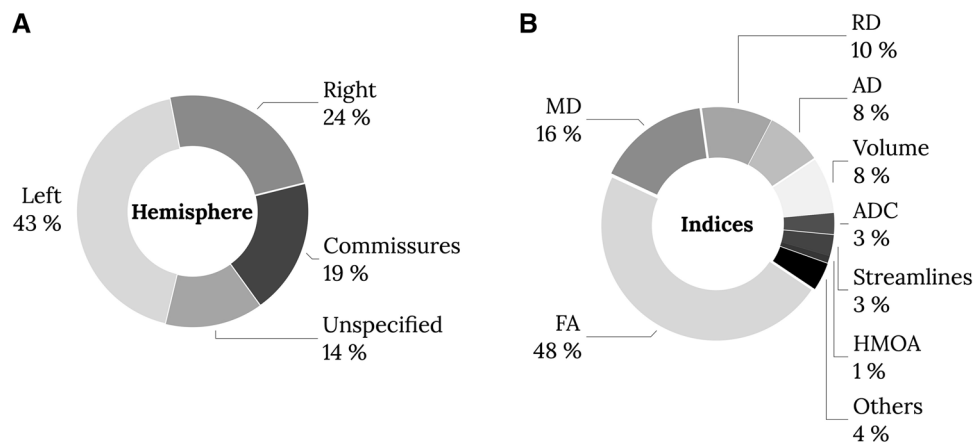 A
Right
24 %
Left
43 %
Hemisphere
Commissures
19 %
Unspecified
14 %
B
RD
10 %
MD
16 %
AD
8 %
Volume
8 %
Indices
ADC
3 %
Streamlines
3 %
FA
48 %
HMOA
1 %
Others
4 %